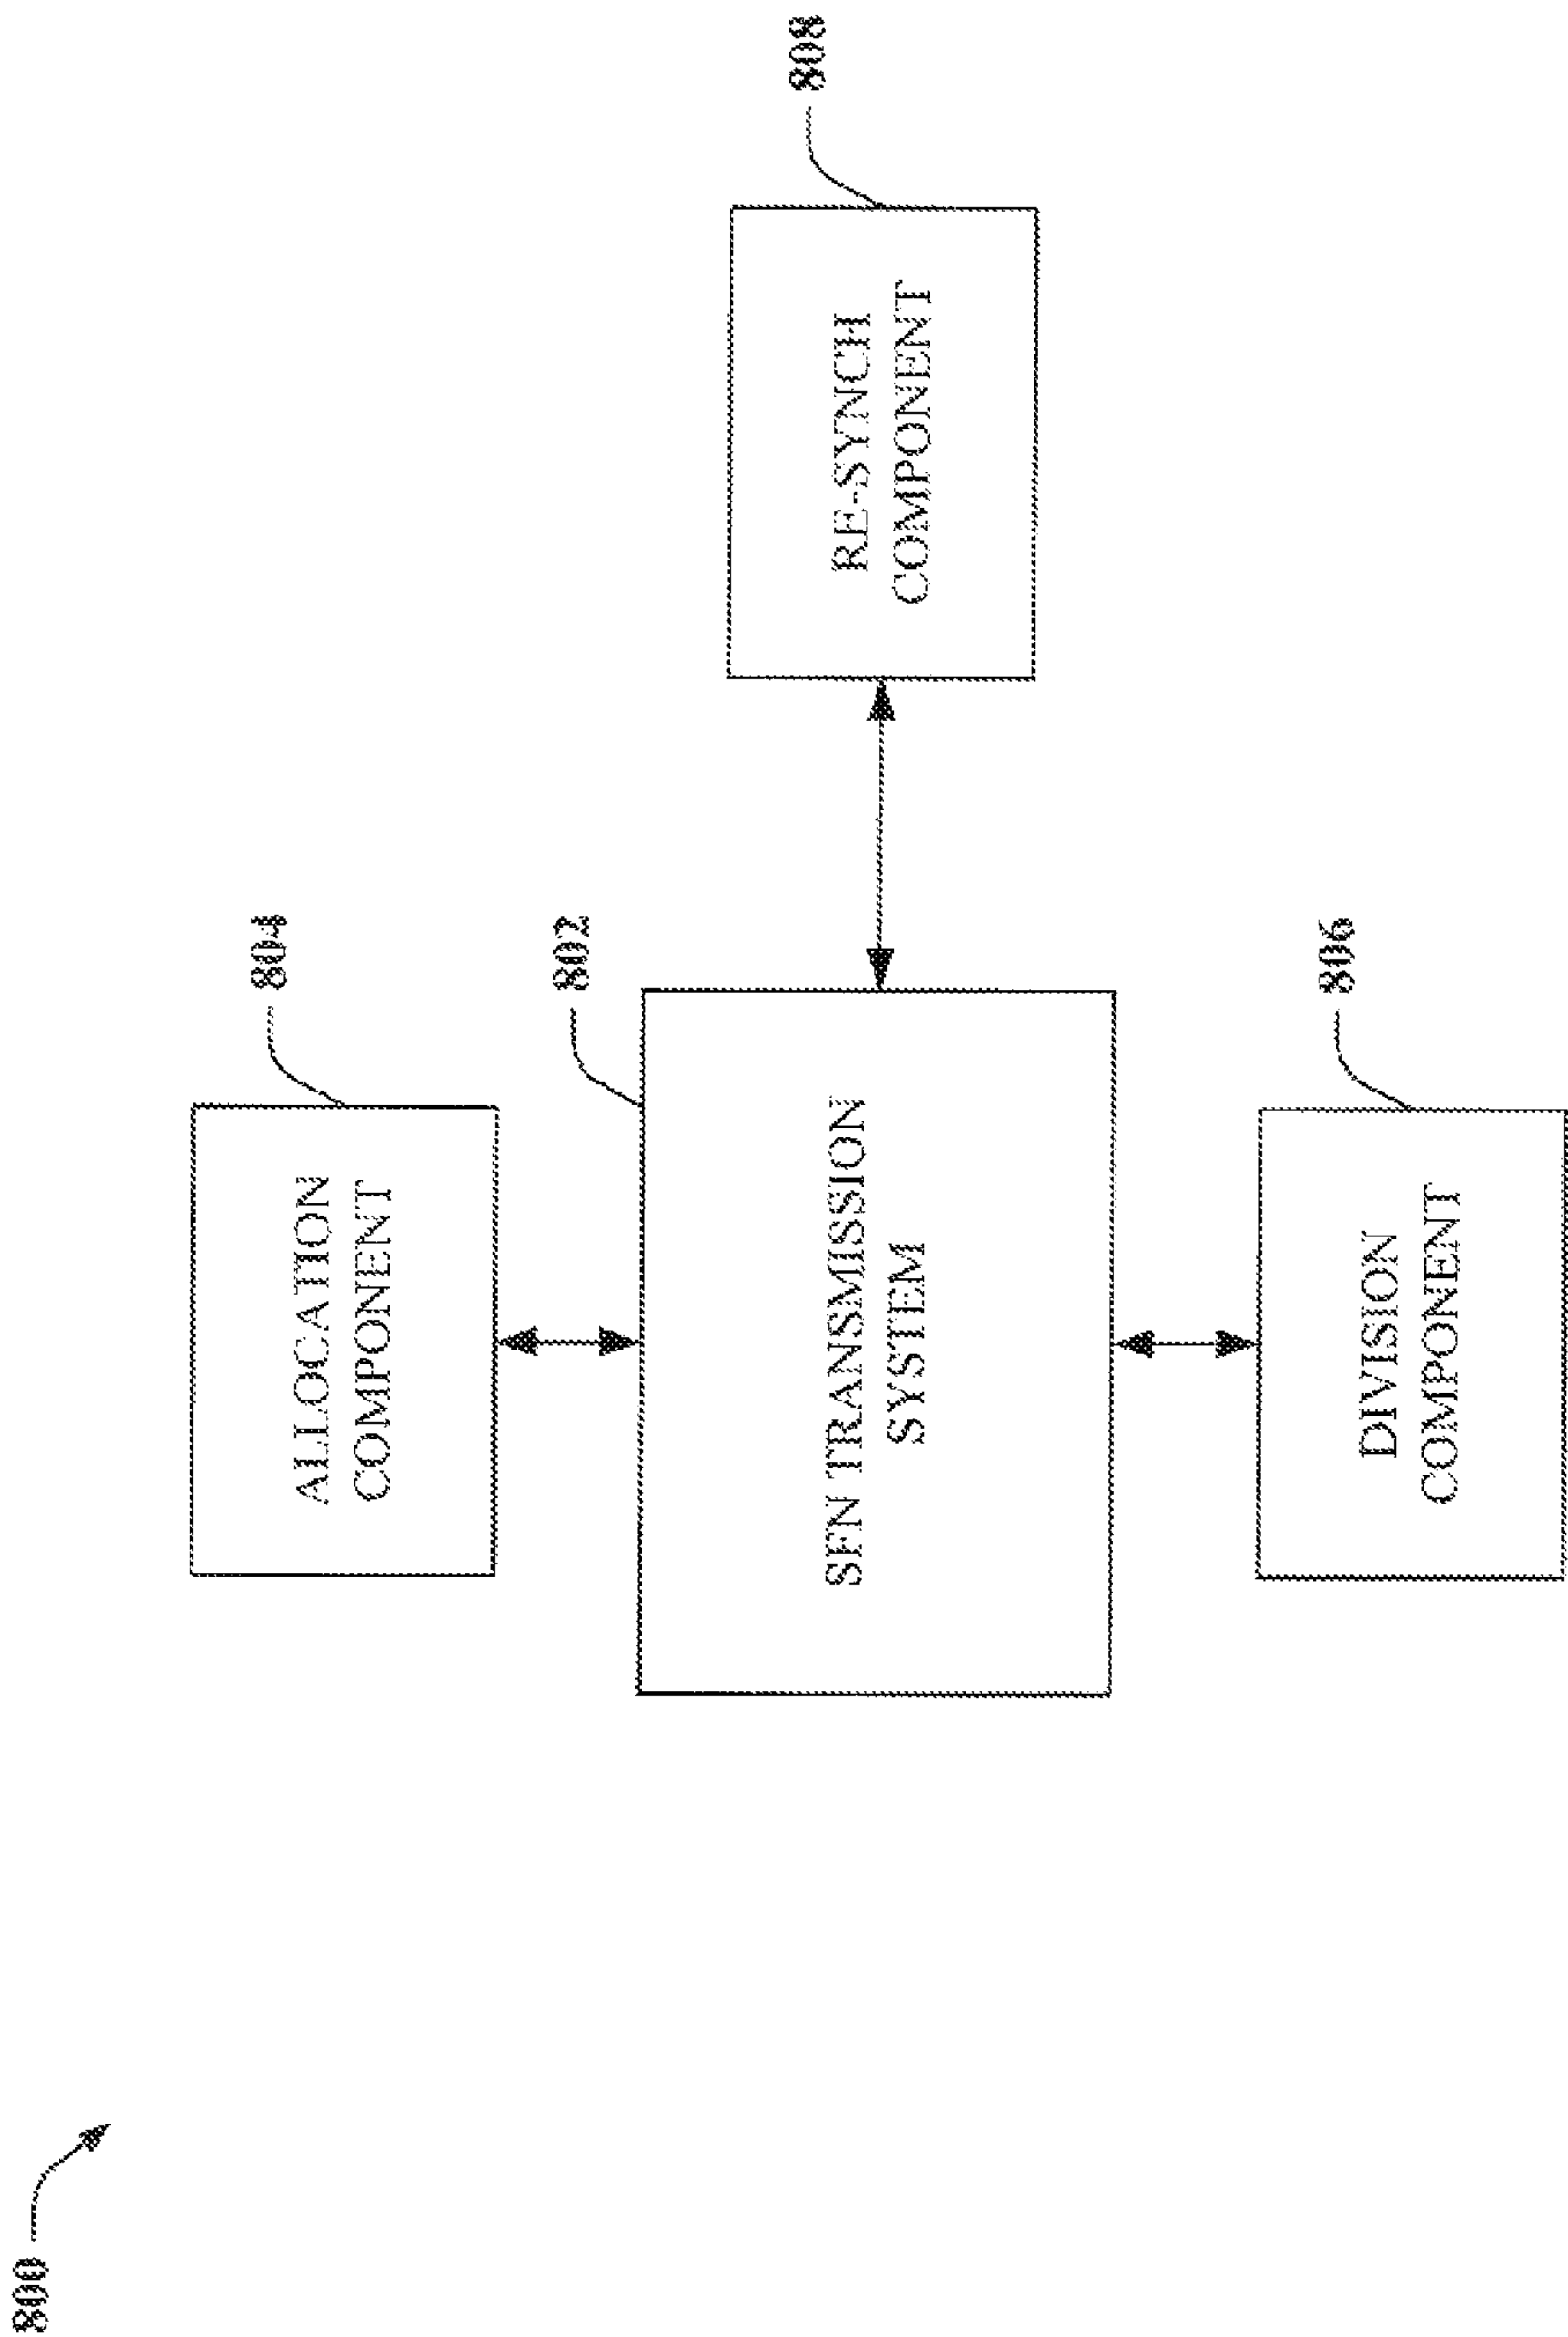 800
804
ALLOCATION
COMPONENT
802
SFN TRANSMISSION
SYSTEM
808
RE-SYNCH
COMPONENT
806
DIVISION
COMPONENT